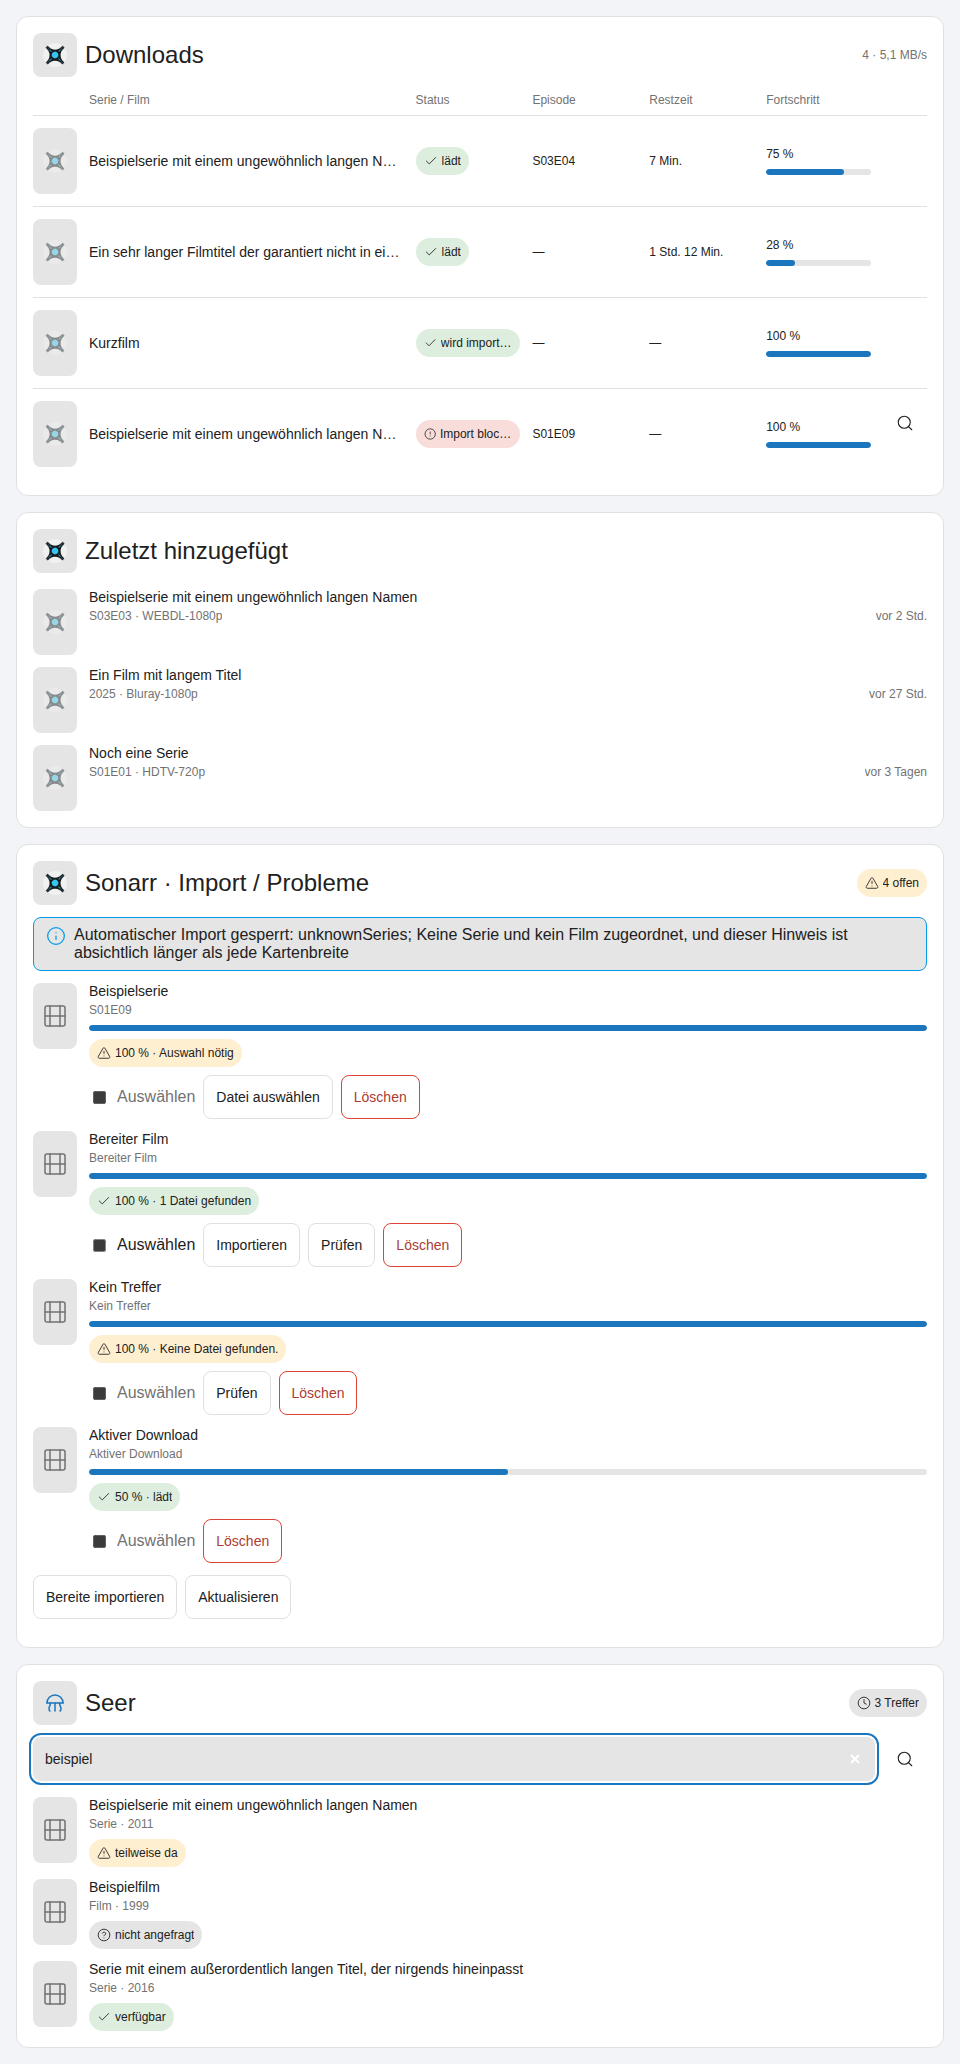 Downloads
4 · 5,1 MB/s
Serie / Film Status Episode Restzeit Fortschritt
Beispielserie mit einem ungewöhnlich langen N… lädt S03E04 7 Min. 75 %
Ein sehr langer Filmtitel der garantiert nicht in ei… lädt — 1 Std. 12 Min. 28 %
Kurzfilm wird import… — — 100 %
Beispielserie mit einem ungewöhnlich langen N… Import bloc… S01E09 — 100 %
Zuletzt hinzugefügt
Beispielserie mit einem ungewöhnlich langen Namen
S03E03 · WEBDL-1080p vor 2 Std.
Ein Film mit langem Titel
2025 · Bluray-1080p vor 27 Std.
Noch eine Serie
S01E01 · HDTV-720p vor 3 Tagen
Sonarr · Import / Probleme
4 offen
Automatischer Import gesperrt: unknownSeries; Keine Serie und kein Film zugeordnet, und dieser Hinweis ist
absichtlich länger als jede Kartenbreite
Beispielserie
S01E09
100 % · Auswahl nötig
Auswählen Datei auswählen Löschen
Bereiter Film
Bereiter Film
100 % · 1 Datei gefunden
Auswählen Importieren Prüfen Löschen
Kein Treffer
Kein Treffer
100 % · Keine Datei gefunden.
Auswählen Prüfen Löschen
Aktiver Download
Aktiver Download
50 % · lädt
Auswählen Löschen
Bereite importieren Aktualisieren
Seer
3 Treffer
beispiel
Beispielserie mit einem ungewöhnlich langen Namen
Serie · 2011
teilweise da
Beispielfilm
Film · 1999
nicht angefragt
Serie mit einem außerordentlich langen Titel, der nirgends hineinpasst
Serie · 2016
verfügbar